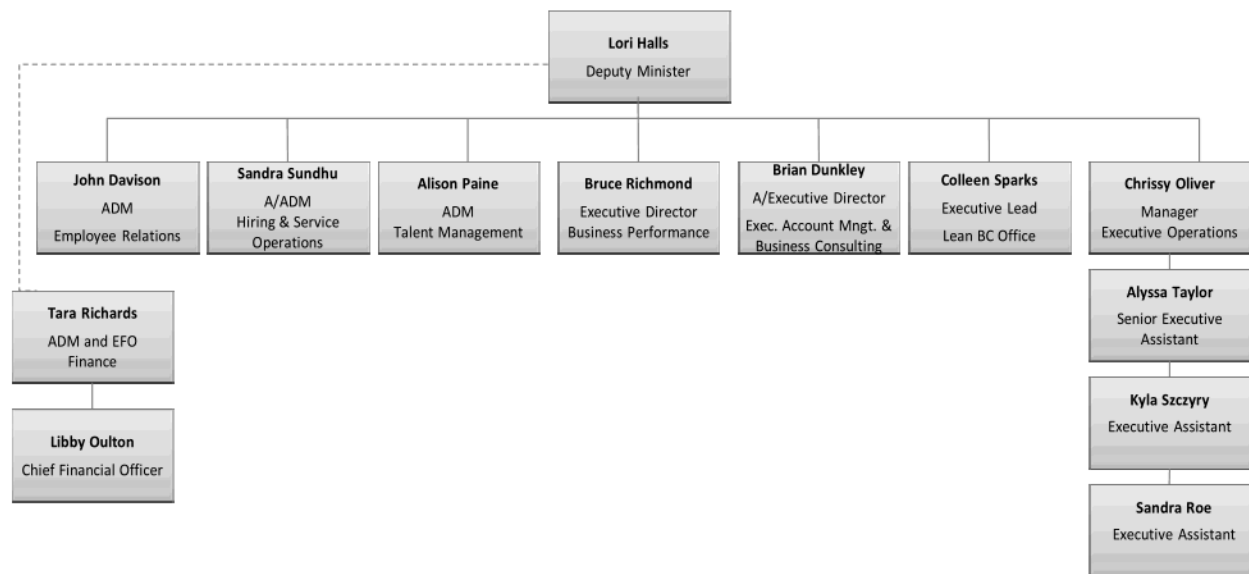 Lori Halls
Deputy Minister
John Davison
ADM
Employee Relations
Sandra Sundhu
A/ADM
Hiring & Service
Operations
Alison Paine
ADM
Talent Management
Bruce Richmond
Executive Director
Business Performance
Brian Dunkley
A/Executive Director
Exec. Account Mngt. &
Business Consulting
Colleen Sparks
Executive Lead
Lean BC Office
Chrissy Oliver
Manager
Executive Operations
Tara Richards
ADM and EFO
Finance
Libby Oulton
Chief Financial Officer
Alyssa Taylor
Senior Executive
Assistant
Kyla Szczyry
Executive Assistant
Sandra Roe
Executive Assistant